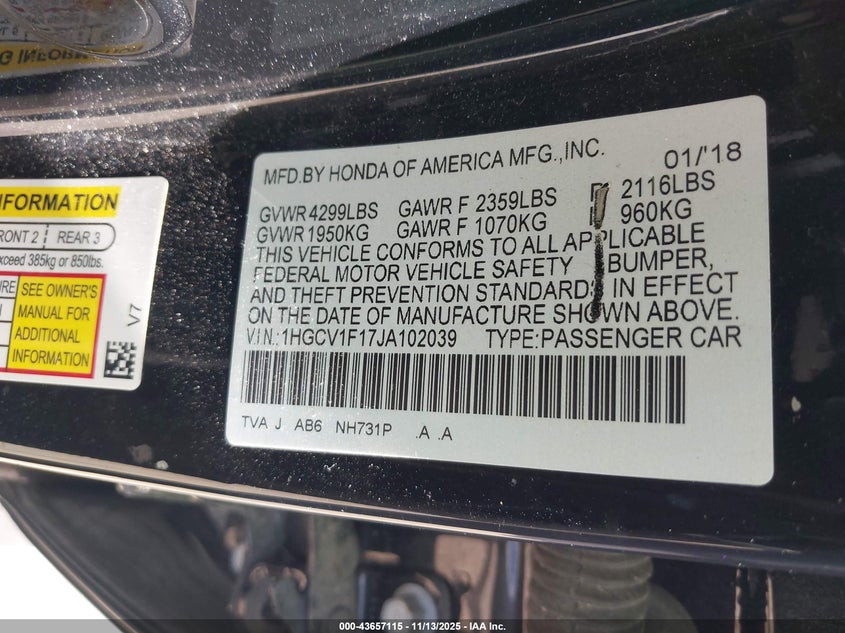 G INFORMA
INFORMATION
RONT 2 REAR 3
xceed 385kg or 850lbs.
SEE OWNER'S
MANUAL FOR
ADDITIONAL
INFORMATION
V7
MFD.BY HONDA OF AMERICA MFG.,INC. 01/'18
GVWR 4299LBS GAWR F 2359LBS 2116LBS
GVWR 1950KG GAWR F 1070KG 960KG
THIS VEHICLE CONFORMS TO ALL APPLICABLE
FEDERAL MOTOR VEHICLE SAFETY BUMPER,
AND THEFT PREVENTION STANDARDS IN EFFECT
ON THE DATE OF MANUFACTURE SHOWN ABOVE.
V.I.N.:1HGCV1F17JA102039 TYPE:PASSENGER CAR
TVA J AB6 NH731P .A .A
000-43657115 - 11/13/2025 - IAA Inc.